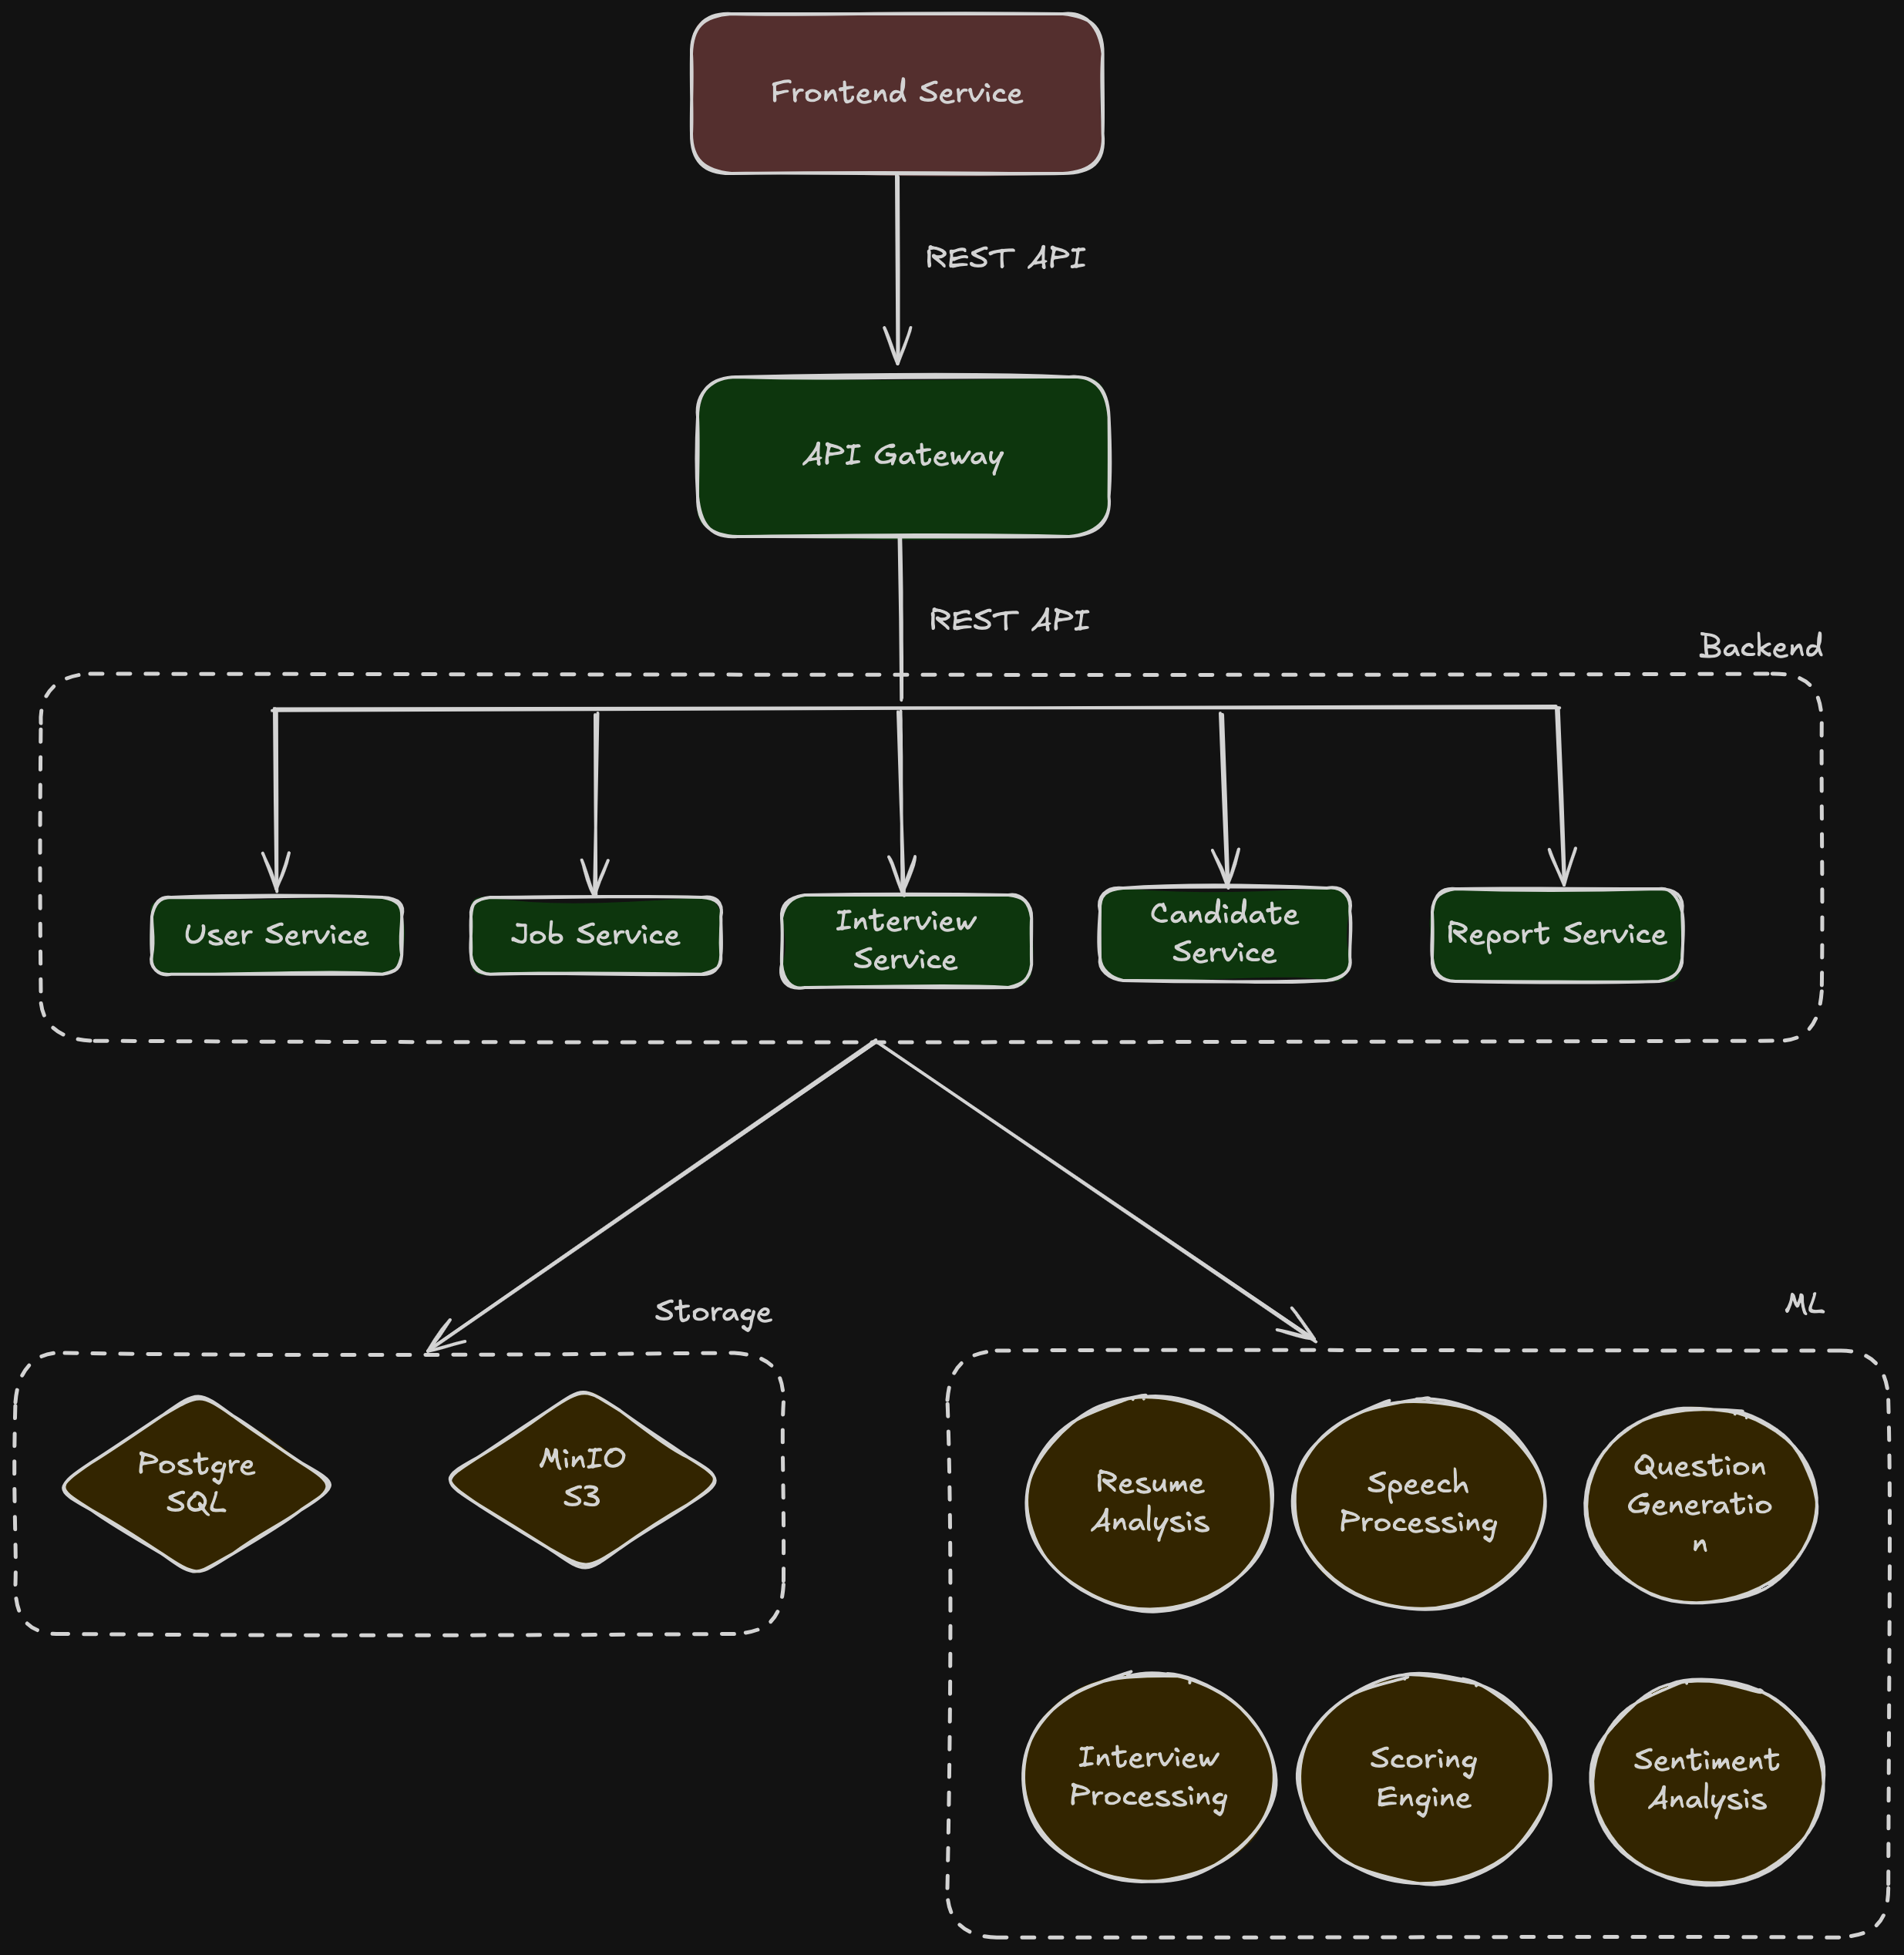 Frontend Service
REST API
API Gateway
REST API
Backend
User Service
Job Service
Interview
Service
Candidate
Service
Report Service
Storage
ML
Postgre
SQL
MinIO
S3
Resume
Analysis
Speech
Processing
Question
Generatio
n
Interview
Processing
Scoring
Engine
Sentiment
Analysis